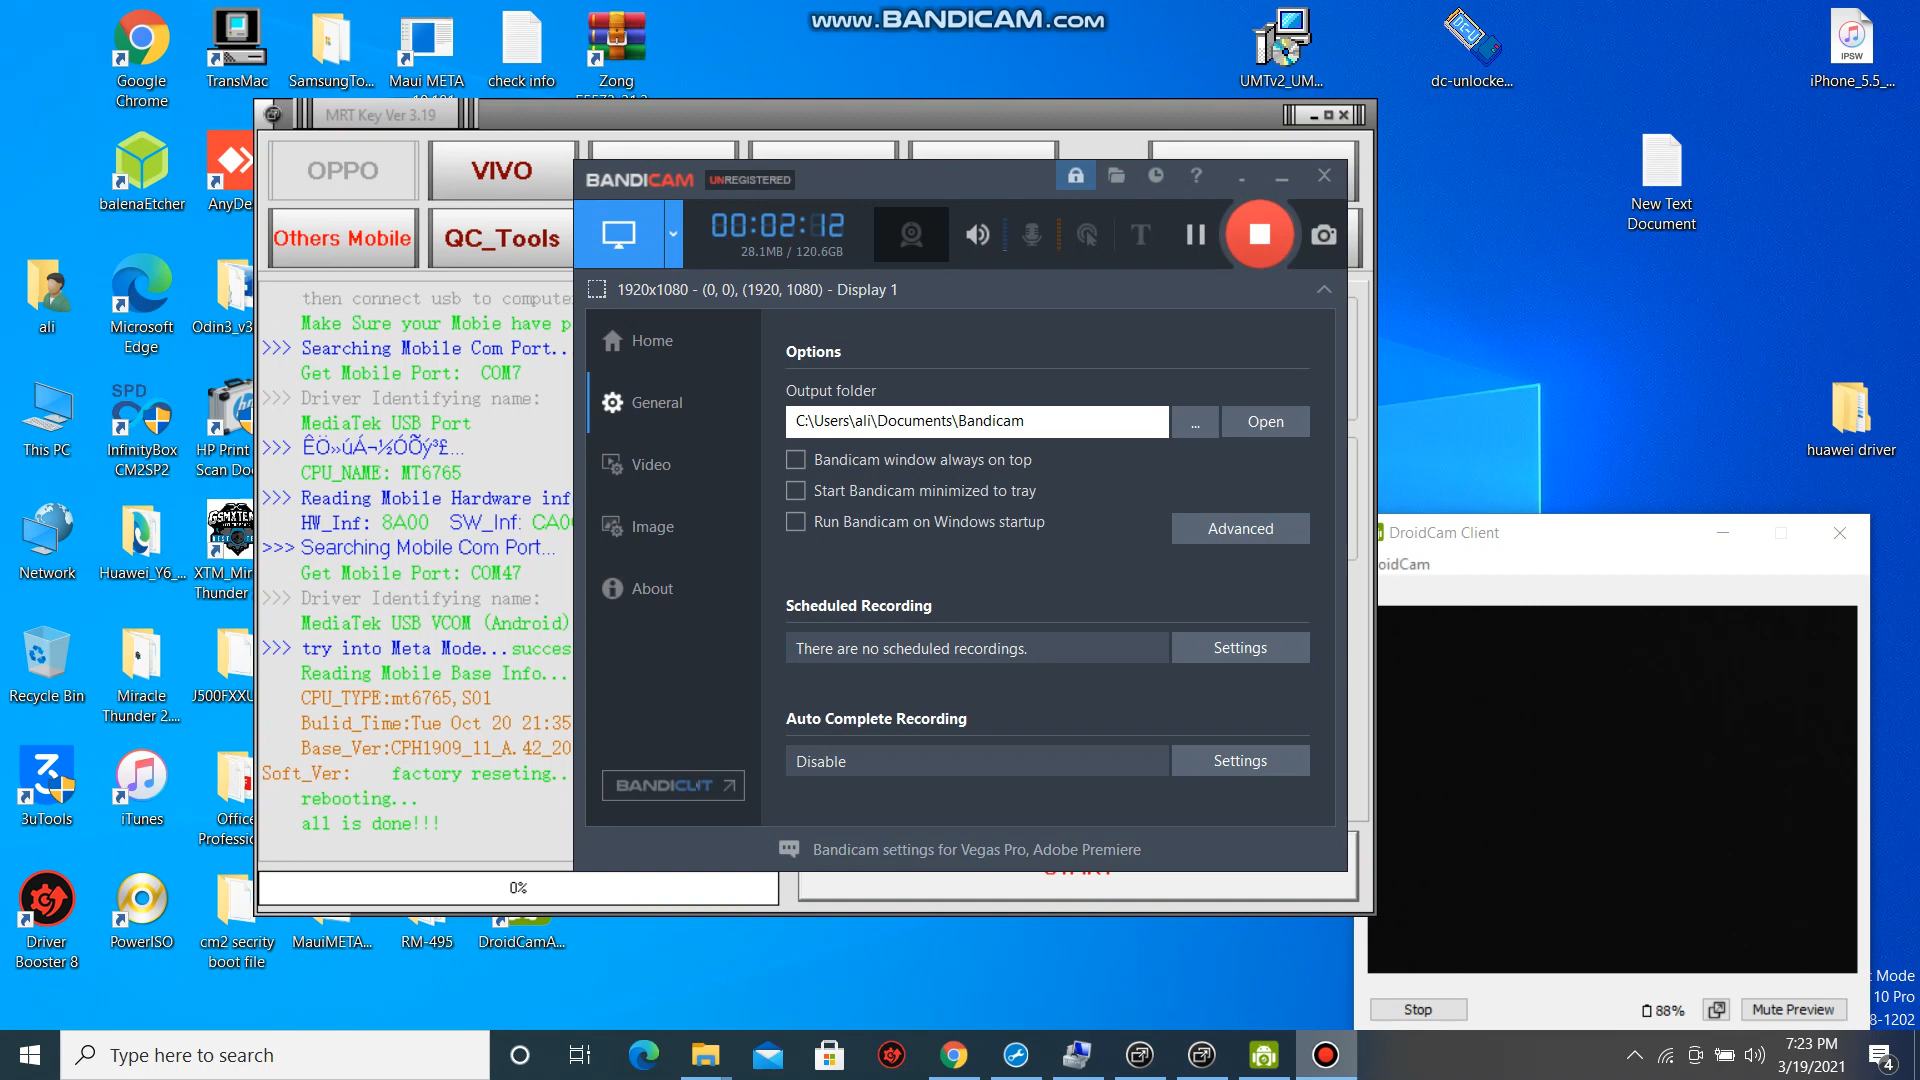 www.BANDICAM.com
Google
Chrome
TransMac
SamsungTo...
Maui META
check info
Zong
UMTv2_UM...
dc-unlocke...
iPhone_5.5_...
IPSW
balenaEtcher
AnyDe
New Text
Document
ali
Microsoft
Edge
Odin3_v3
This PC
SPD
InfinityBox
CM2SP2
HP Print
Scan Do
huawei driver
Network
Huawei_Y6_...
GSMXTEAM
XTM_Mir
Thunder
Recycle Bin
Miracle
Thunder 2....
J500FXXU
3uTools
iTunes
Office
Professio
Driver
Booster 8
PowerISO
cm2 secrity
boot file
MauiMETA...
RM-495
DroidCamA...
MRT Key Ver 3.19
OPPO
VIVO
Others Mobile
QC_Tools
then connect usb to compute
Make Sure your Mobie have p
>>> Searching Mobile Com Port..
Get Mobile Port: COM7
>>> Driver Identifying name:
MediaTek USB Port
>>> ÊÖ»úÁ¬½ÓÕý³£...
CPU_NAME: MT6765
>>> Reading Mobile Hardware inf
HW_Inf: 8A00 SW_Inf: CA0
>>> Searching Mobile Com Port...
Get Mobile Port: COM47
>>> Driver Identifying name:
MediaTek USB VCOM (Android)
>>> try into Meta Mode...succes
Reading Mobile Base Info...
CPU_TYPE:mt6765,S01
Bulid_Time:Tue Oct 20 21:35
Base_Ver:CPH1909_11_A.42_20
Soft_Ver: factory reseting..
rebooting...
all is done!!!
0%
START
BANDICAM UNREGISTERED
00:02:12
28.1MB / 120.6GB
1920x1080 - (0, 0), (1920, 1080) - Display 1
Home
General
Video
Image
About
BANDICUT
Options
Output folder
C:\Users\ali\Documents\Bandicam
...
Open
Bandicam window always on top
Start Bandicam minimized to tray
Run Bandicam on Windows startup
Advanced
Scheduled Recording
There are no scheduled recordings.
Settings
Auto Complete Recording
Disable
Settings
Bandicam settings for Vegas Pro, Adobe Premiere
DroidCam Client
oidCam
Stop
88%
Mute Preview
t Mode
10 Pro
8-1202
Type here to search
7:23 PM
3/19/2021
4